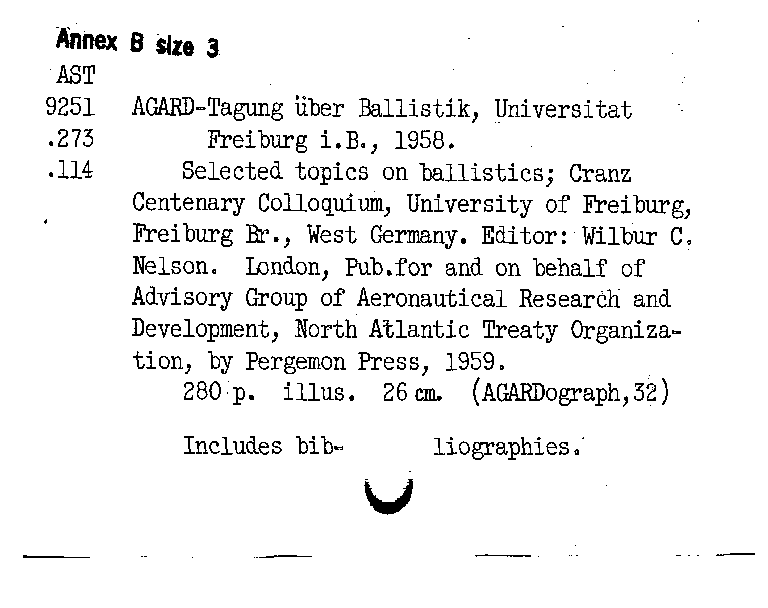 Annex B size 3
AST
9251 AGARD-Tagung über Ballistik, Universitat
.273 Freiburg i.B., 1958.
.114 Selected topics on ballistics; Cranz
Centenary Colloquium, University of Freiburg,
Freiburg Br., West Germany. Editor: Wilbur C.
Nelson. London, Pub.for and on behalf of
Advisory Group of Aeronautical Research and
Development, North Atlantic Treaty Organiza-
tion, by Pergemon Press, 1959.
280 p. illus. 26 cm. (AGARDograph,32)
Includes bib- liographies.